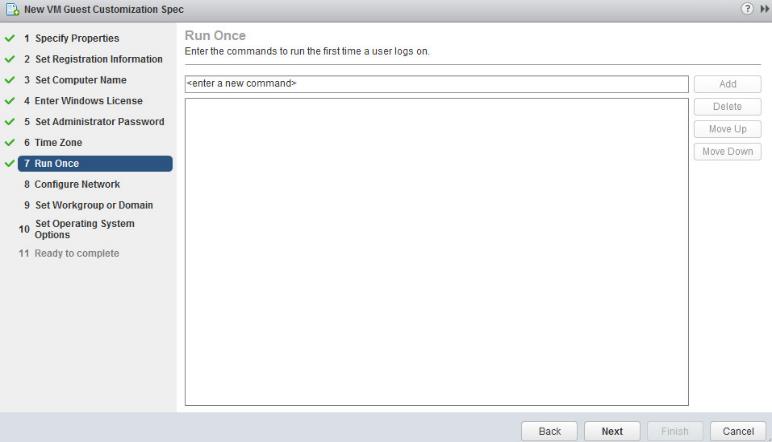 New VM Guest Customization Spec
?
1 Specify Properties
2 Set Registration Information
3 Set Computer Name
4 Enter Windows License
5 Set Administrator Password
6 Time Zone
7 Run Once
8 Configure Network
9 Set Workgroup or Domain
10 Set Operating System
Options
11 Ready to complete
Run Once
Enter the commands to run the first time a user logs on.
<enter a new command>
Add
Delete
Move Up
Move Down
Back
Next
Finish
Cancel